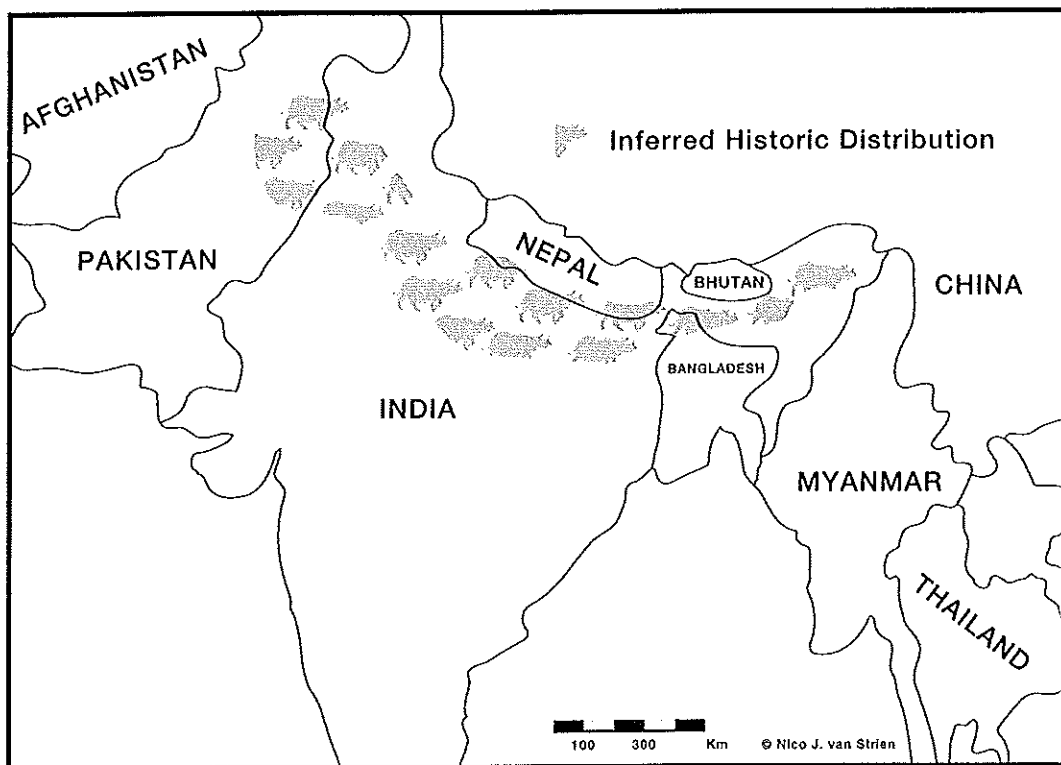 AFGHANISTAN
Inferred Historic Distribution
PAKISTAN
NEPAL
BHUTAN
CHINA
BANGLADESH
INDIA
MYANMAR
THAILAND
100 300 Km © Nico J. van Strien